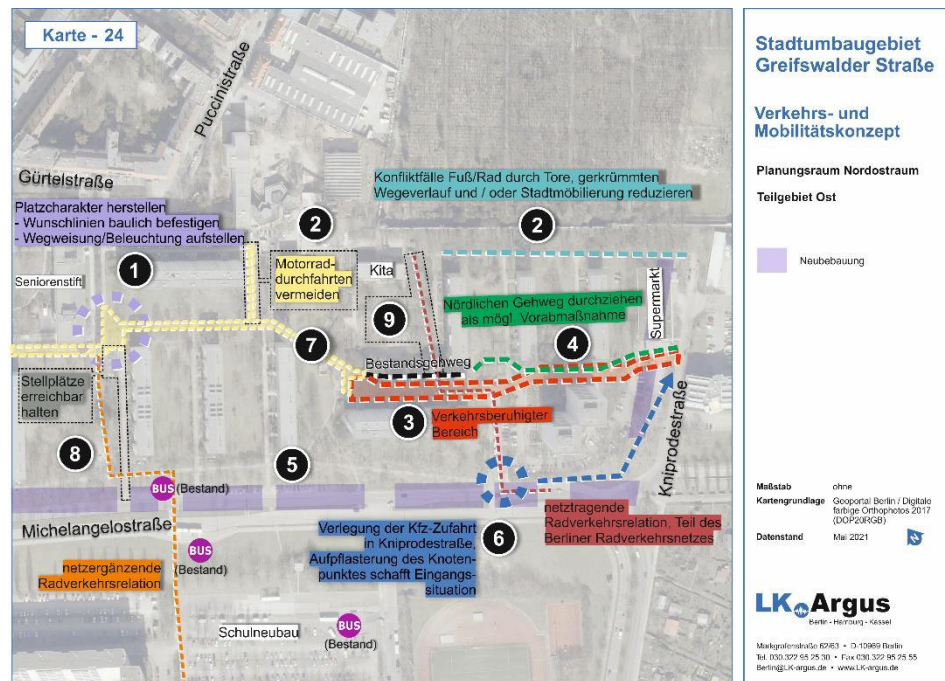 Karte - 24
Puccinistraße
Gürtelstraße
Konfliktfälle Fuß/Rad durch Tore, gerkrümmten
Wegeverlauf und / oder Stadtmöbilierung reduzieren
Platzcharakter herstellen
- Wunschlinien baulich befestigen
- Wegweisung/Beleuchtung aufstellen
2
2
1
Seniorenstift
Motorrad-
durchfahrten
vermeiden
Kita
9
Nördlichen Gehweg durchziehen
als mögl. Vorabmaßnahme
Supermarkt
7
4
Bestandsgehweg
Stellplätze
erreichbar
halten
3
Verkehrsberuhigter
Bereich
Kniprodestraße
8
5
BUS (Bestand)
Michelangelostraße
Verlegung der Kfz-Zufahrt
in Kniprodestraße,
Aufpflasterung des Knoten-
punktes schafft Eingangs-
situation
6
netztragende
Radverkehrsrelation, Teil des
Berliner Radverkehrsnetzes
BUS
(Bestand)
netzergänzende
Radverkehrsrelation
Schulneubau
BUS
(Bestand)
Stadtumbaugebiet
Greifswalder Straße
Verkehrs- und
Mobilitätskonzept
Planungsraum Nordostraum
Teilgebiet Ost
Neubebauung
Maßstab ohne
Kartengrundlage Geoportal Berlin / Digitale
farbige Orthophotos 2017
(DOP20RGB)
Datenstand Mai 2021
LK Argus
Berlin - Hamburg - Kassel
Markgrafenstraße 62/63 • D-10969 Berlin
Tel. 030.322 95 25 30 • Fax 030.322 95 25 55
Berlin@LK-argus.de • www.LK-argus.de